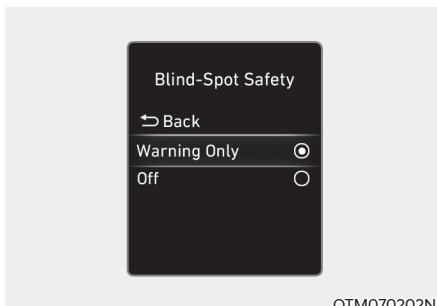 Blind-Spot Safety
Back
Warning Only
Off
OTM070202N